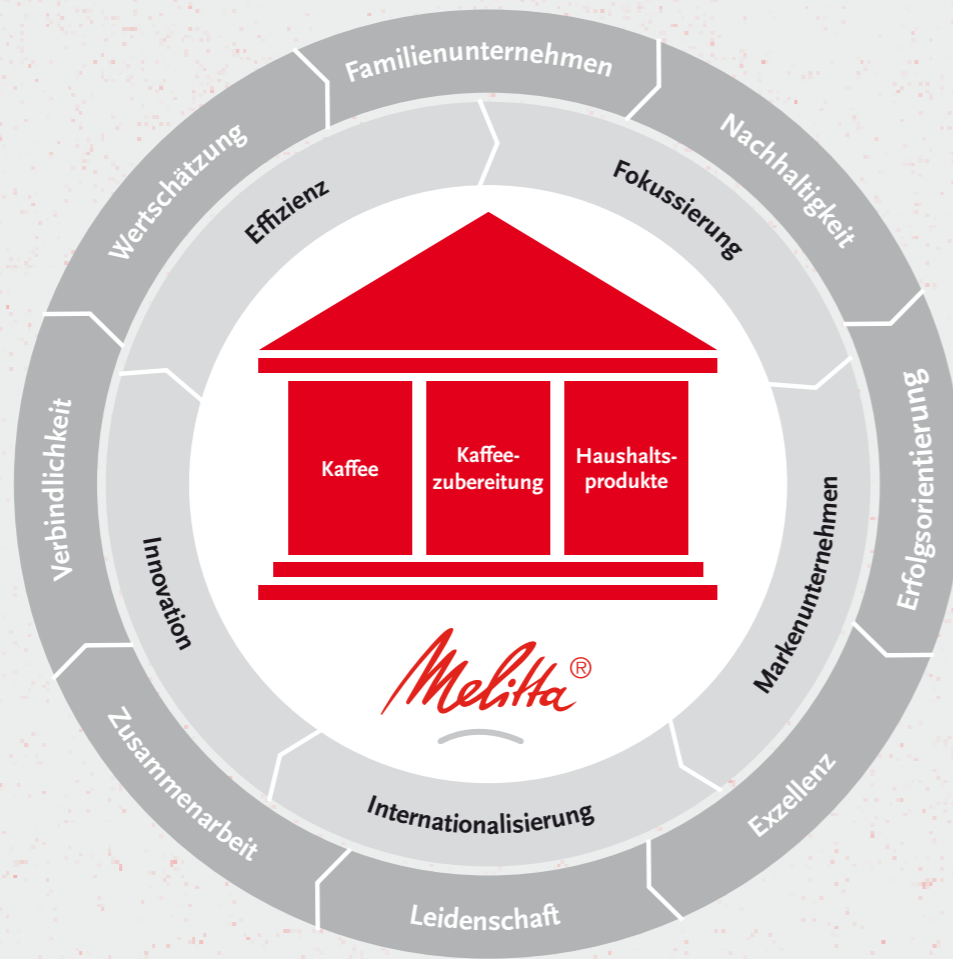 Familienunternehmen
Nachhaltigkeit
Erfolgsorientierung
Exzellenz
Leidenschaft
Zusammenarbeit
Verbindlichkeit
Wertschätzung
Fokussierung
Markenunternehmen
Internationalisierung
Innovation
Effizienz
Kaffee
Kaffee-
zubereitung
Haushalts-
produkte
Melitta®